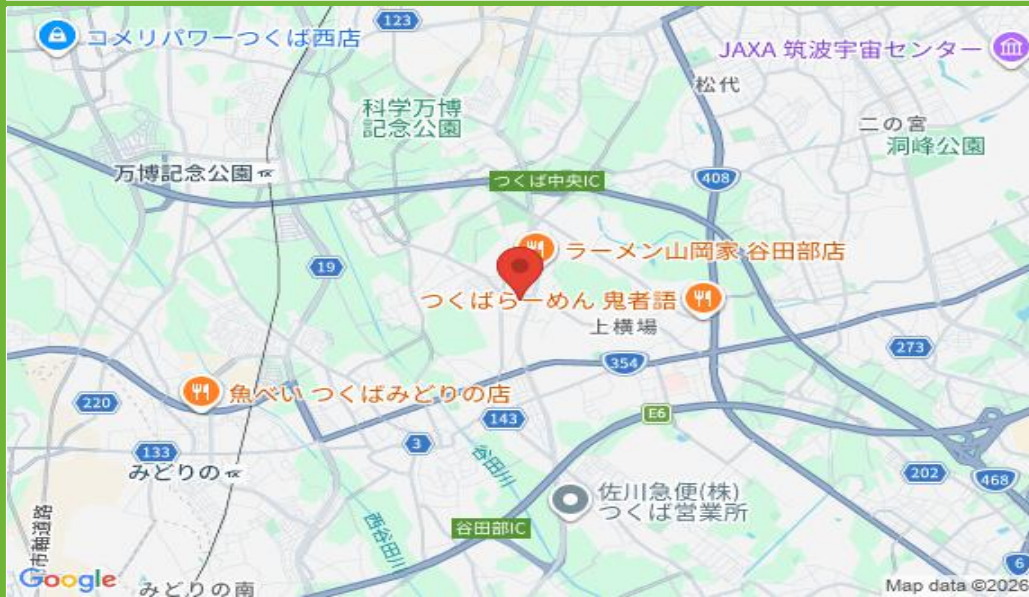 123
コメリパワーつくば西店
JAXA 筑波宇宙センター
松代
科学万博
記念公園
二の宮
洞峰公園
万博記念公園
つくば中央IC
408
ラーメン山岡家 谷田部店
19
つくばらーめん 鬼者語
上横場
273
354
魚べい つくばみどりの店
220
143
E6
3
133
みどりの
谷田川
202
468
佐川急便(株)
つくば営業所
西谷田川
谷田部IC
都市軸道路
6
Google
みどりの南
Map data ©2026